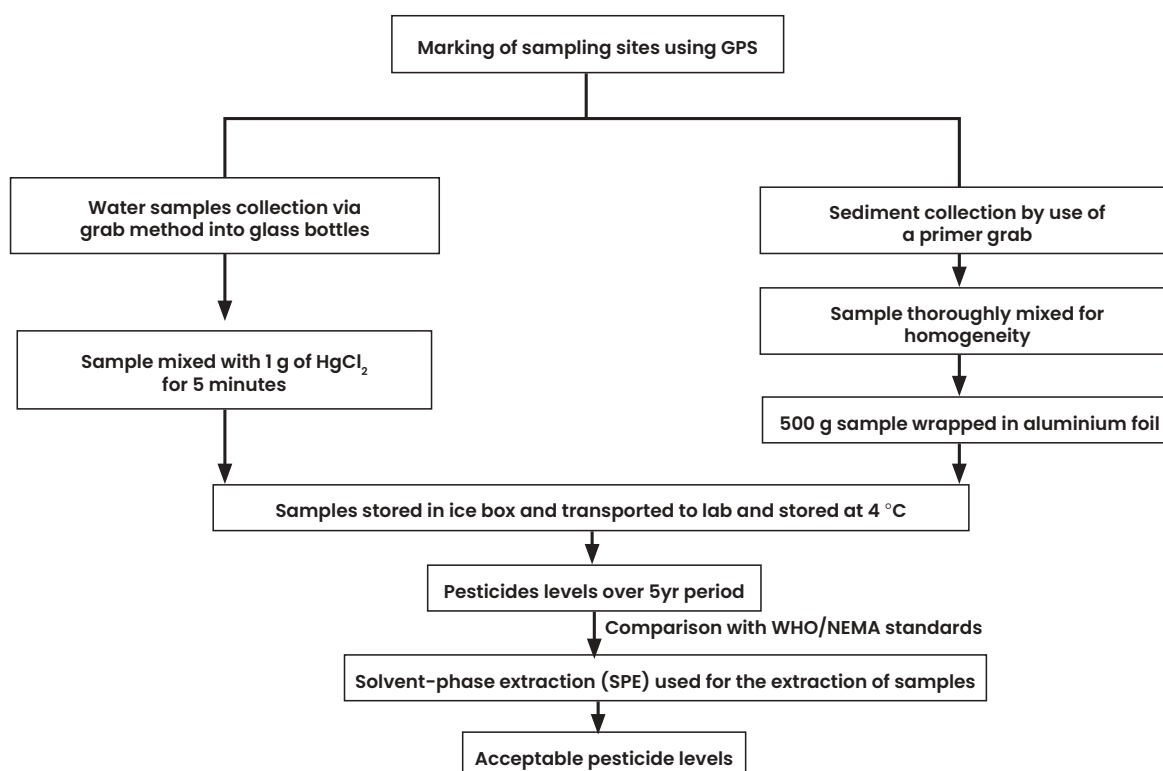 Marking of sampling sites using GPS
Water samples collection via
grab method into glass bottles
Sample mixed with 1 g of HgCl₂
for 5 minutes
Sediment collection by use of
a primer grab
Sample thoroughly mixed for
homogeneity
500 g sample wrapped in aluminium foil
Samples stored in ice box and transported to lab and stored at 4 °C
Pesticides levels over 5yr period
Comparison with WHO/NEMA standards
Solvent-phase extraction (SPE) used for the extraction of samples
Acceptable pesticide levels